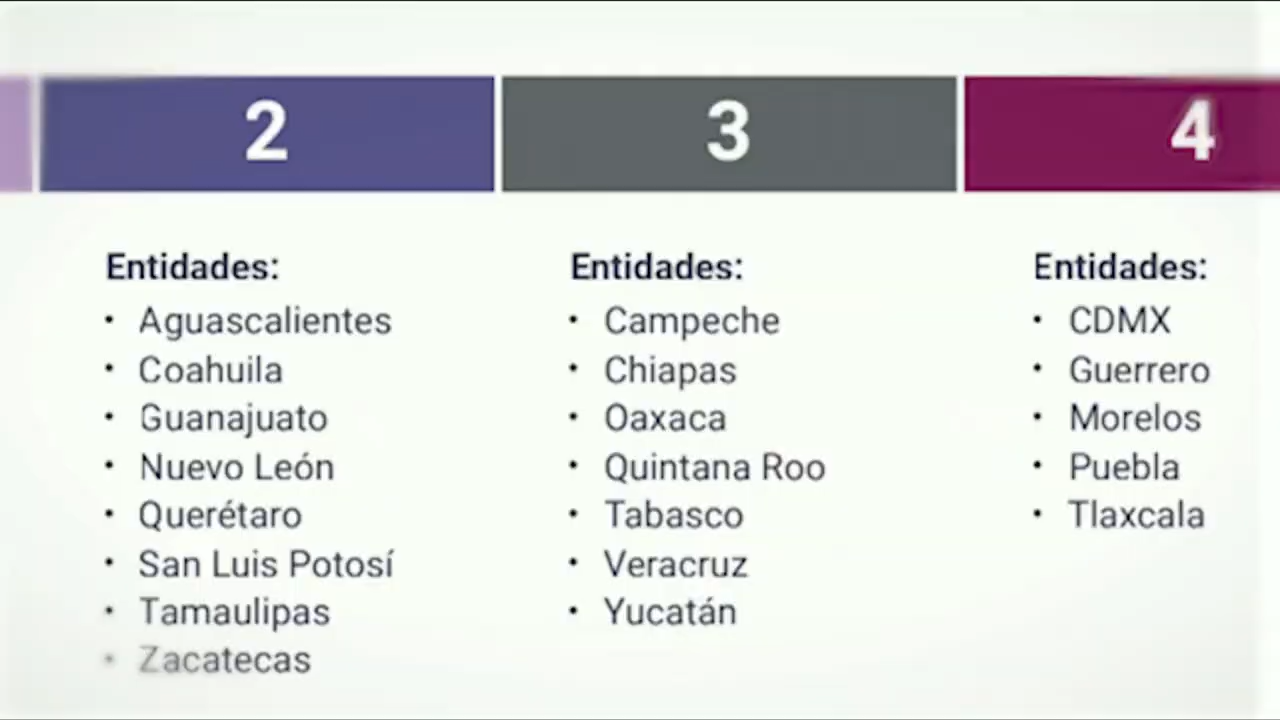 2
Entidades:
• Aguascalientes
• Coahuila
• Guanajuato
• Nuevo León
• Querétaro
• San Luis Potosí
• Tamaulipas
• Zacatecas
3
Entidades:
• Campeche
• Chiapas
• Oaxaca
• Quintana Roo
• Tabasco
• Veracruz
• Yucatán
4
Entidades:
• CDMX
• Guerrero
• Morelos
• Puebla
• Tlaxcala